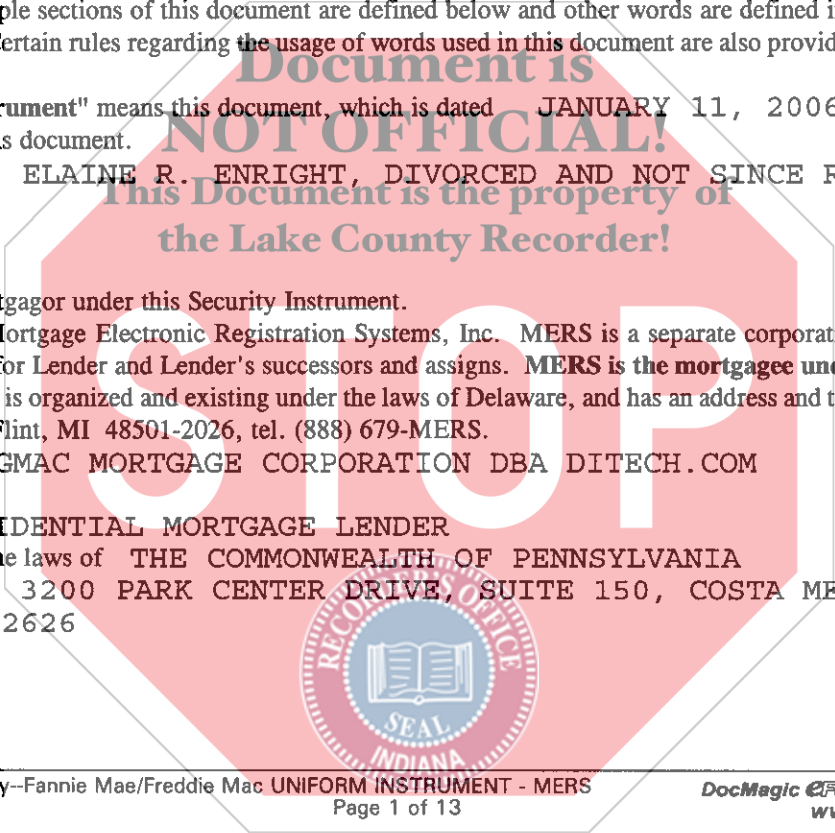 ple sections of this document are defined below and other words are defined i
ertain rules regarding the usage of words used in this document are also provid
Document is
rument" means this document, which is dated JANUARY 11, 2006
NOT OFFICIAL!
s document.
ELAINE R. ENRIGHT, DIVORCED AND NOT SINCE R
This Document is the property of
the Lake County Recorder!
tgagor under this Security Instrument.
ortgage Electronic Registration Systems, Inc. MERS is a separate corporat
for Lender and Lender's successors and assigns. MERS is the mortgagee und
is organized and existing under the laws of Delaware, and has an address and t
Flint, MI 48501-2026, tel. (888) 679-MERS.
STOP
GMAC MORTGAGE CORPORATION DBA DITECH.COM
IDENTIAL MORTGAGE LENDER
e laws of THE COMMONWEALTH OF PENNSYLVANIA
3200 PARK CENTER DRIVE, SUITE 150, COSTA ME
2626
RECORDER'S OFFICE
SEAL
INDIANA
y--Fannie Mae/Freddie Mac UNIFORM INSTRUMENT - MERS
Page 1 of 13
DocMagic